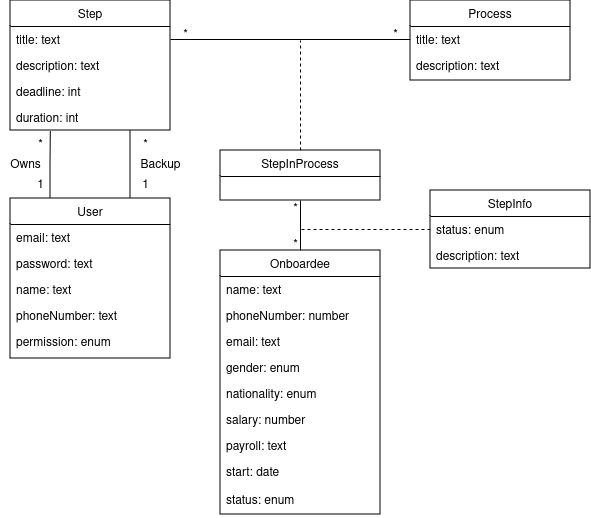 Step
title: text
description: text
deadline: int
duration: int
*
*
Process
title: text
description: text
*
*
Owns
Backup
1
1
User
email: text
password: text
name: text
phoneNumber: text
permission: enum
StepInProcess
*
*
StepInfo
status: enum
description: text
Onboardee
name: text
phoneNumber: number
email: text
gender: enum
nationality: enum
salary: number
payroll: text
start: date
status: enum